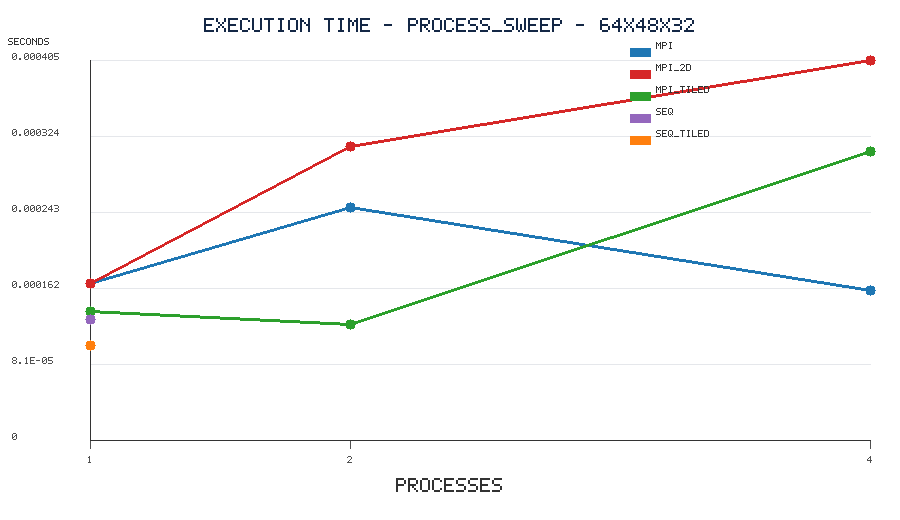 EXECUTION TIME - PROCESS_SWEEP - 64X48X32
SECONDS
MPI
MPI_2D
MPI_TILED
SEQ
SEQ_TILED
0.000405
0.000324
0.000243
0.000162
8.1E-05
0
1
2
4
PROCESSES